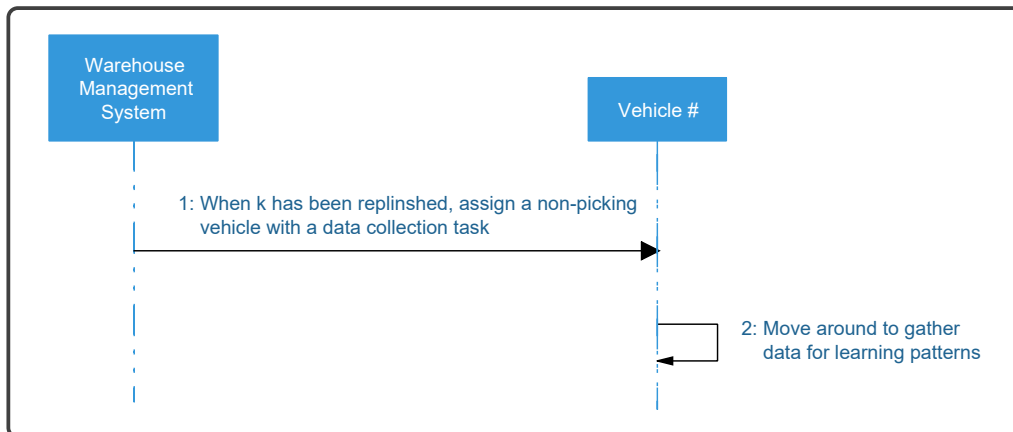 Warehouse
Management
System
Vehicle #
1: When k has been replinshed, assign a non-picking
vehicle with a data collection task
2: Move around to gather
data for learning patterns